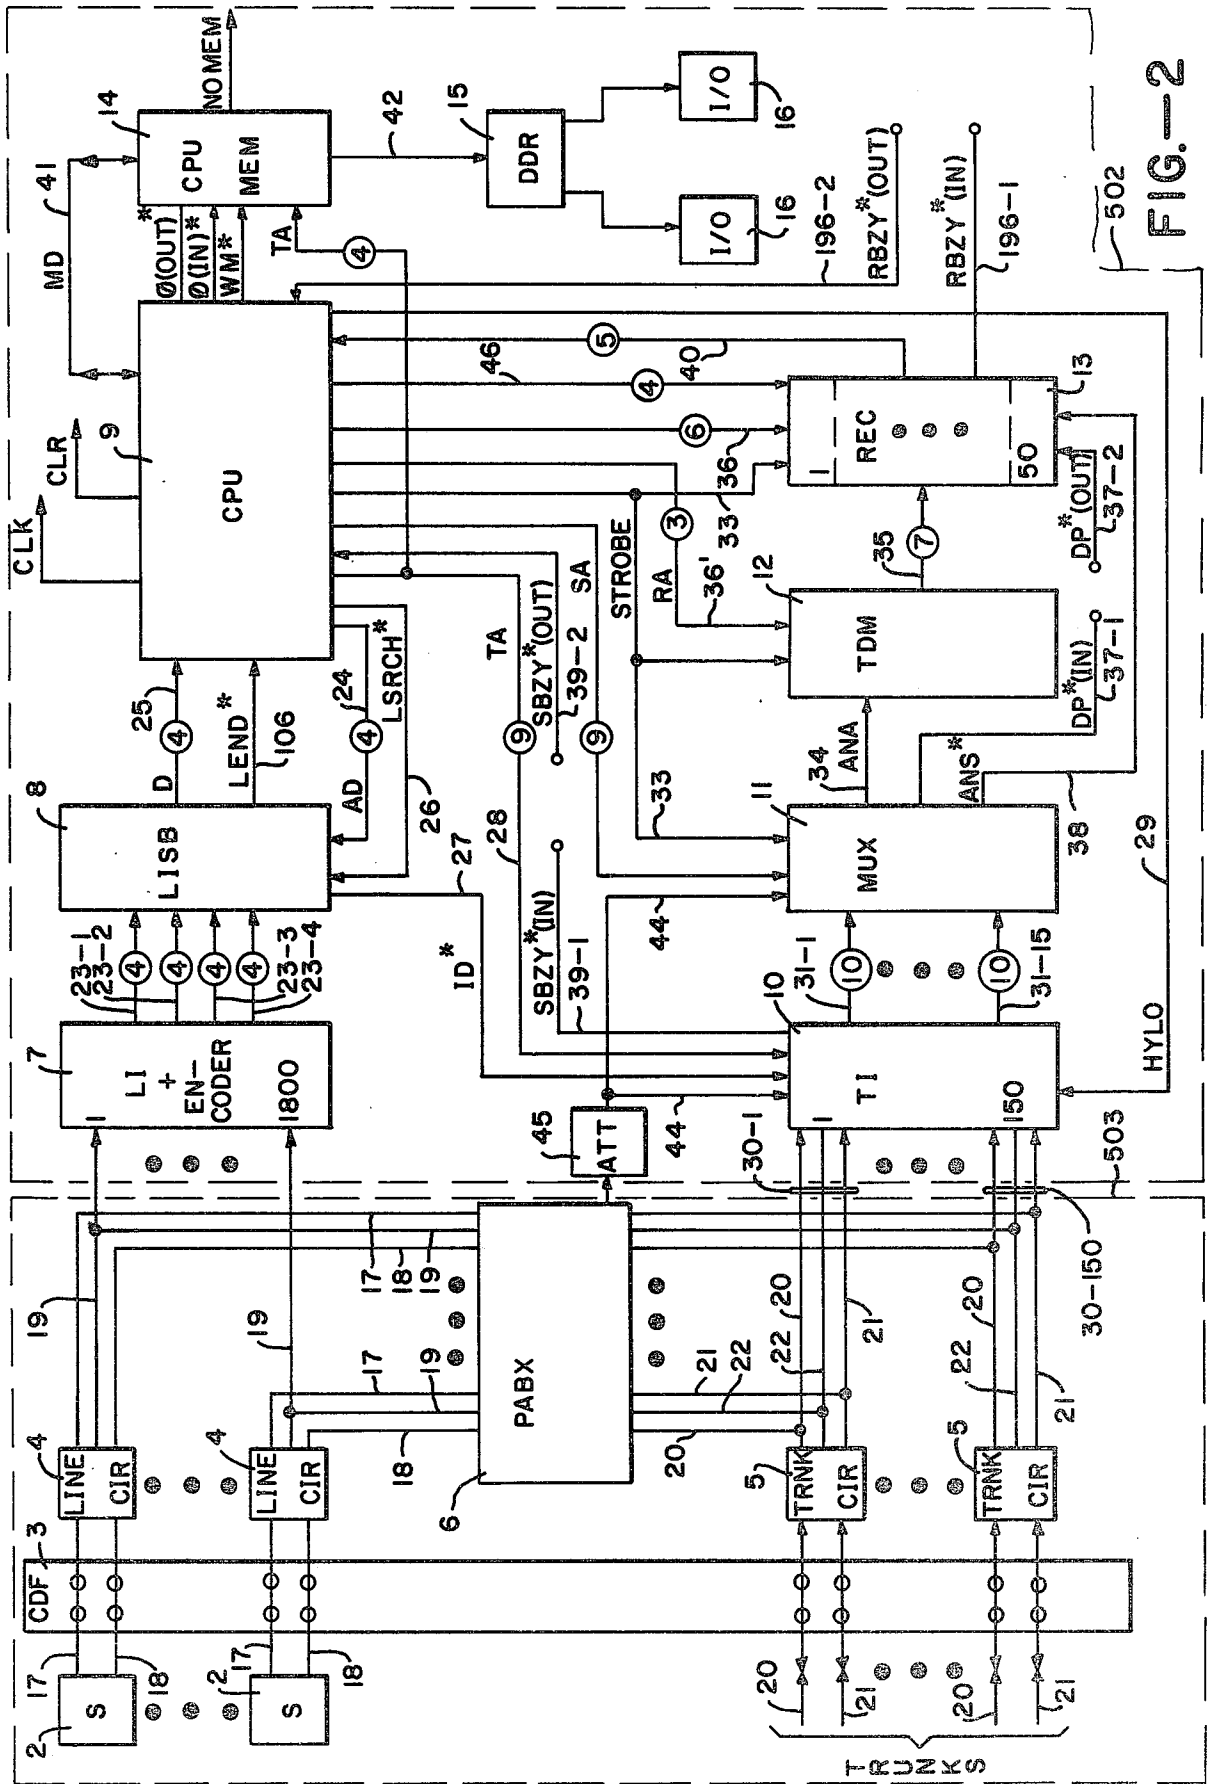 CLK
CLR
MD
41
14
NO MEM
9
CPU
CPU
MEM
Ø(OUT)*
Ø(IN)*
WM*
TA
4
42
15
DDR
I/O
16
I/O
16
196-2
RBZY*(OUT)
RBZY*(IN)
196-1
502
FIG.-2
7
LI
+
EN-
CODER
1
1800
23-1
23-2
23-3
23-4
4
4
4
4
8
LISB
D
4
25
LEND*
106
AD
4
24
LSRCH*
26
27
ID*
28
TA
9
SBZY*(OUT)
39-2
SBZY*(IN)
39-1
SA
9
STROBE
33
RA
3
36'
33
36
6
46
4
40
5
13
1
REC
50
12
TDM
35
7
DP*(OUT)
37-2
DP*(IN)
37-1
34
ANA
ANS*
38
11
MUX
44
44
45
ATT
10
TI
1
150
31-1
10
10
31-15
HYLO
29
30-1
30-150
503
3
CDF
2
S
17
18
2
S
17
18
4
LINE
CIR
4
LINE
CIR
19
19
17
18
19
17
19
18
6
PABX
20
22
21
5
TRNK
CIR
20
22
21
5
TRNK
CIR
20
22
21
20
21
20
21
TRUNKS